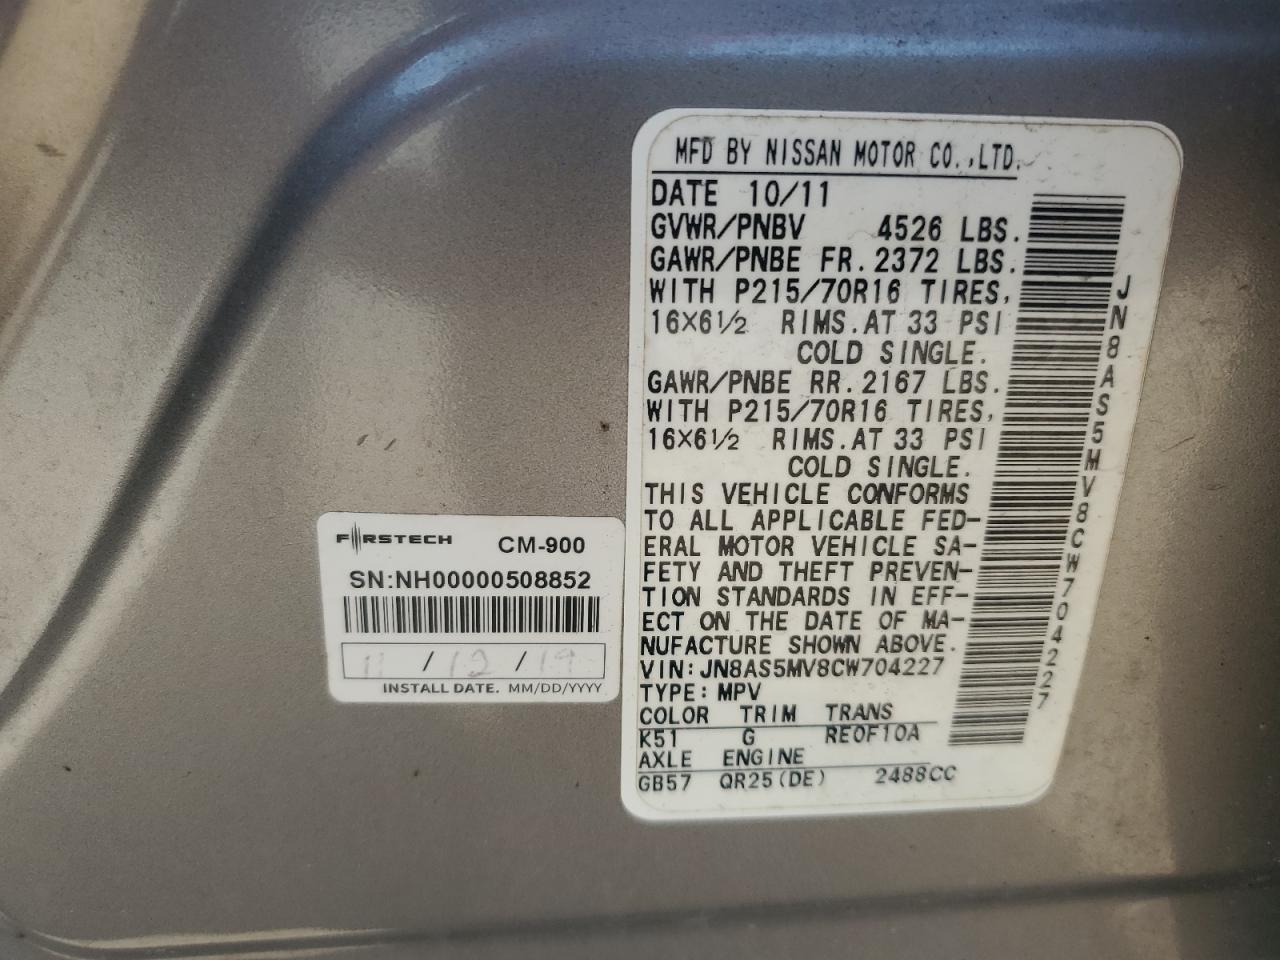 FIRSTECH CM-900
SN:NH00000508852
11 / 12 / 19
INSTALL DATE. MM/DD/YYYY
MFD BY NISSAN MOTOR CO.,LTD.
DATE 10/11
GVWR/PNBV 4526 LBS.
GAWR/PNBE FR.2372 LBS.
WITH P215/70R16 TIRES,
16×6½ RIMS.AT 33 PSI
COLD SINGLE.
GAWR/PNBE RR.2167 LBS.
WITH P215/70R16 TIRES,
16×6½ RIMS.AT 33 PSI
COLD SINGLE.
THIS VEHICLE CONFORMS
TO ALL APPLICABLE FED-
ERAL MOTOR VEHICLE SA-
FETY AND THEFT PREVEN-
TION STANDARDS IN EFF-
ECT ON THE DATE OF MA-
NUFACTURE SHOWN ABOVE.
VIN:JN8AS5MV8CW704227
TYPE:MPV
COLOR TRIM TRANS
K51 G RE0F10A
AXLE ENGINE
GB57 QR25(DE) 2488CC
JN8AS5MV8CW704227